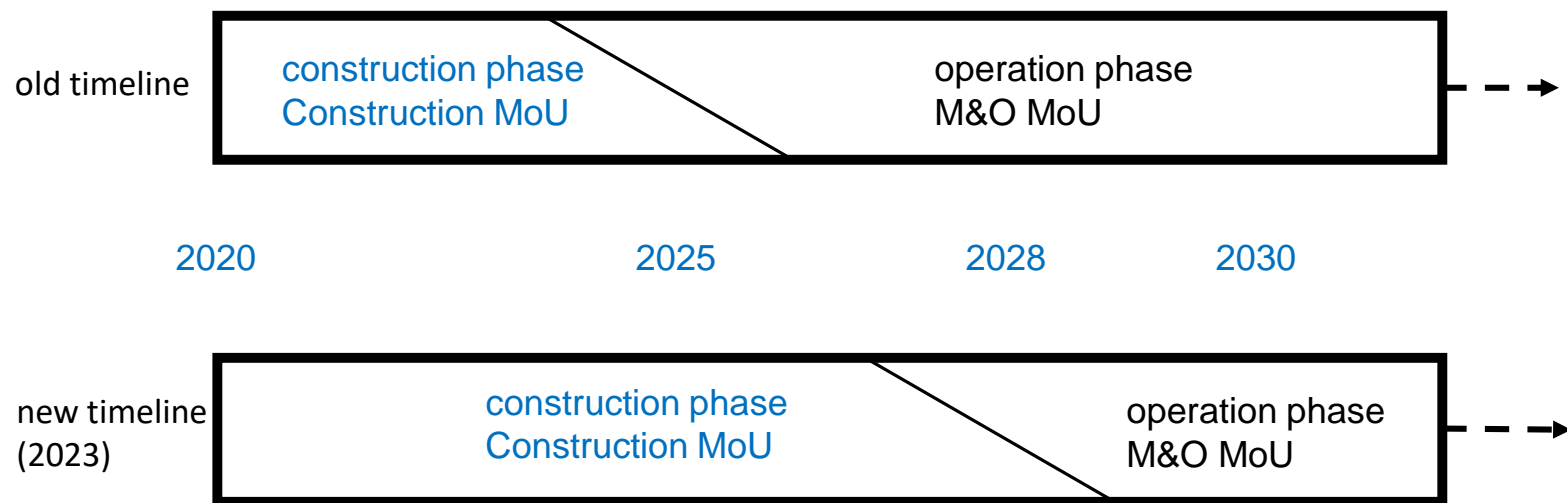 old timeline
construction phase
Construction MoU
operation phase
M&O MoU
2020 2025 2028 2030
new timeline
(2023)
construction phase
Construction MoU
operation phase
M&O MoU